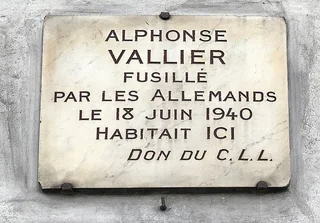 ALPHONSE
VALLIER
FUSILLÉ
PAR LES ALLEMANDS
LE 18 JUIN 1940
HABITAIT ICI
DON DU C.L.L.